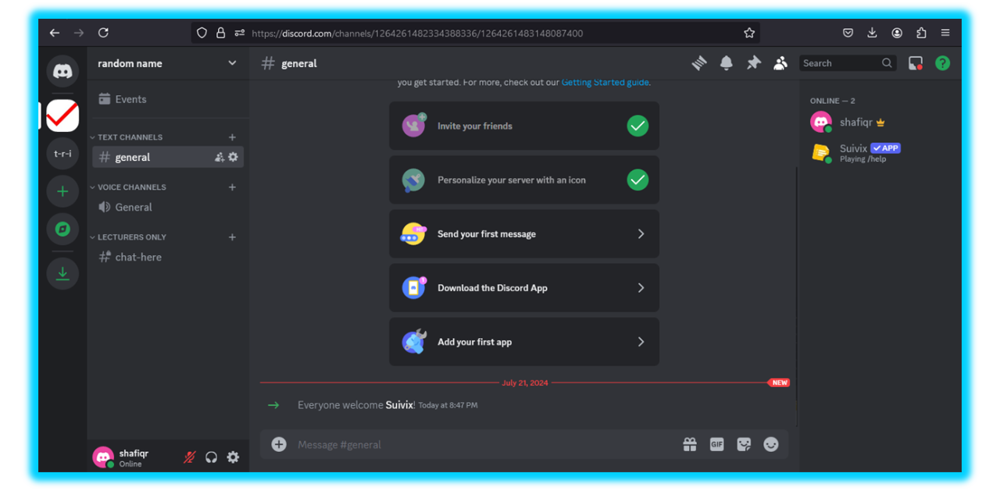 https://discord.com/channels/1264261482334388336/1264261483148087400
random name
general
Search
Events
TEXT CHANNELS
general
VOICE CHANNELS
General
LECTURERS ONLY
chat-here
t-r-i
shafiqr
Online
you get started. For more, check out our Getting Started guide.
Invite your friends
Personalize your server with an icon
Send your first message
Download the Discord App
Add your first app
July 21, 2024
NEW
Everyone welcome Suivix! Today at 8:47 PM
Message #general
GIF
ONLINE — 2
shafiqr
Suivix ✓ APP
Playing /help